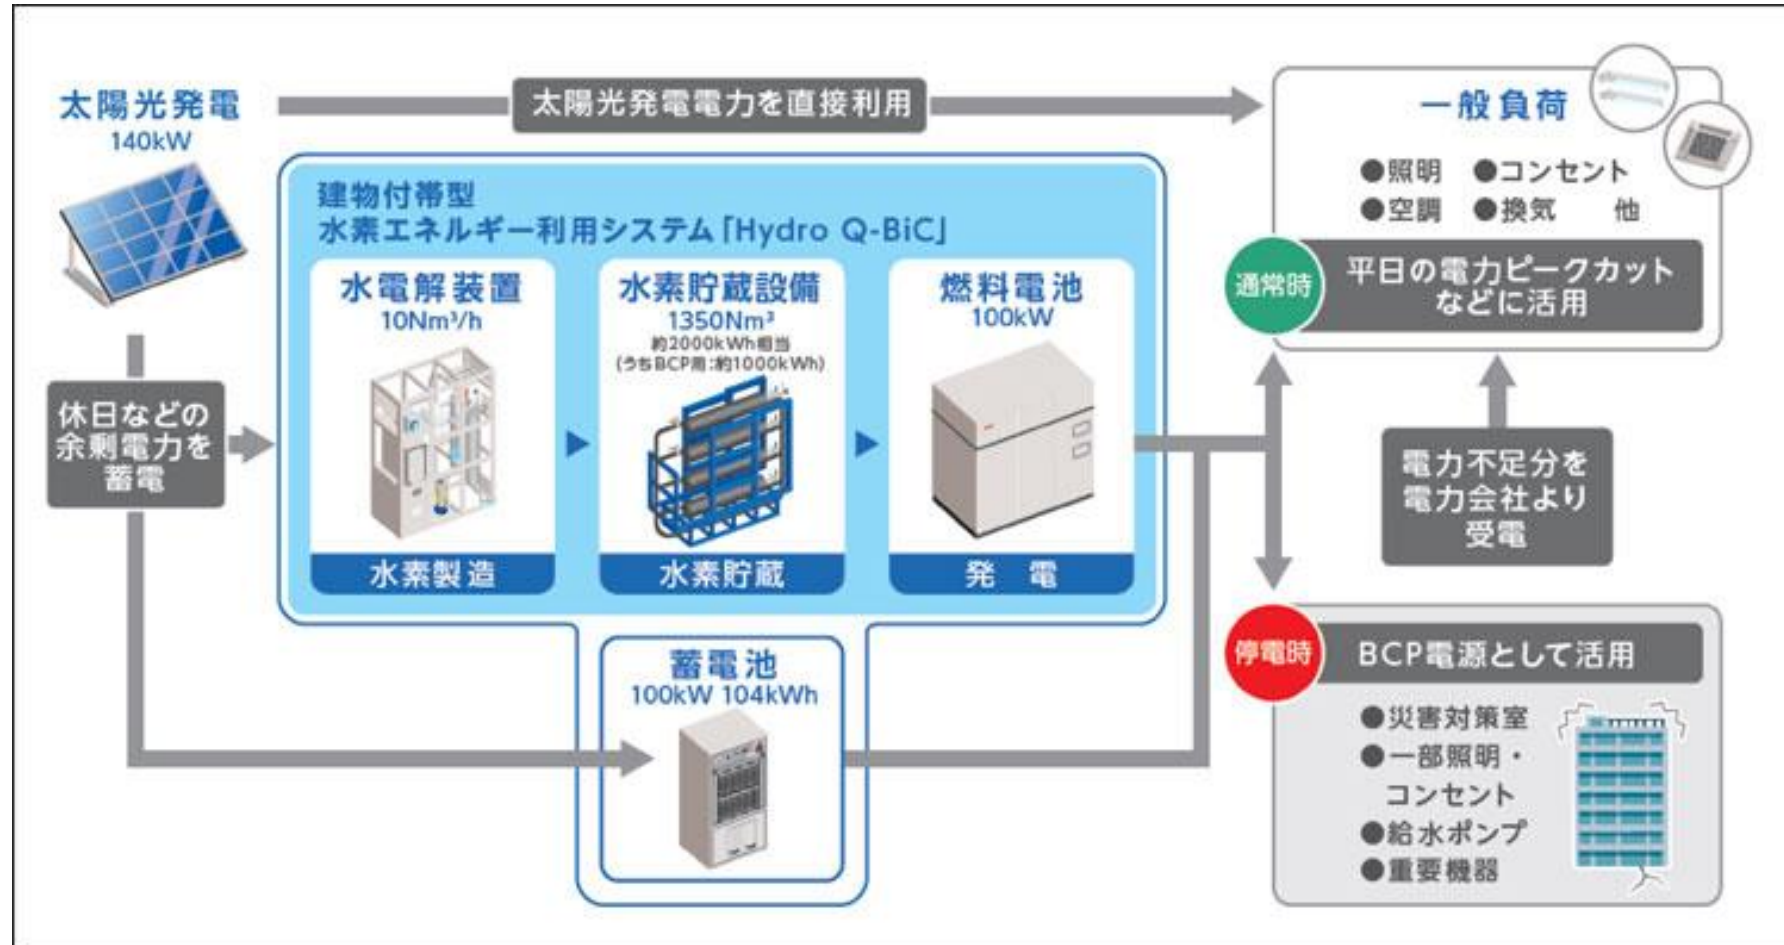 太陽光発電
140kW
太陽光発電電力を直接利用
休日などの
余剰電力を
蓄電
建物付帯型
水素エネルギー利用システム「Hydro Q-BiC」
水電解装置
10Nm³/h
水素製造
水素貯蔵設備
1350Nm³
約2000kWh相当
(うちBCP用:約1000kWh)
水素貯蔵
燃料電池
100kW
発 電
蓄電池
100kW 104kWh
一般負荷
●照明 ●コンセント
●空調 ●換気 他
通常時
平日の電力ピークカット
などに活用
電力不足分を
電力会社より
受電
停電時
BCP電源として活用
●災害対策室
●一部照明・
コンセント
●給水ポンプ
●重要機器